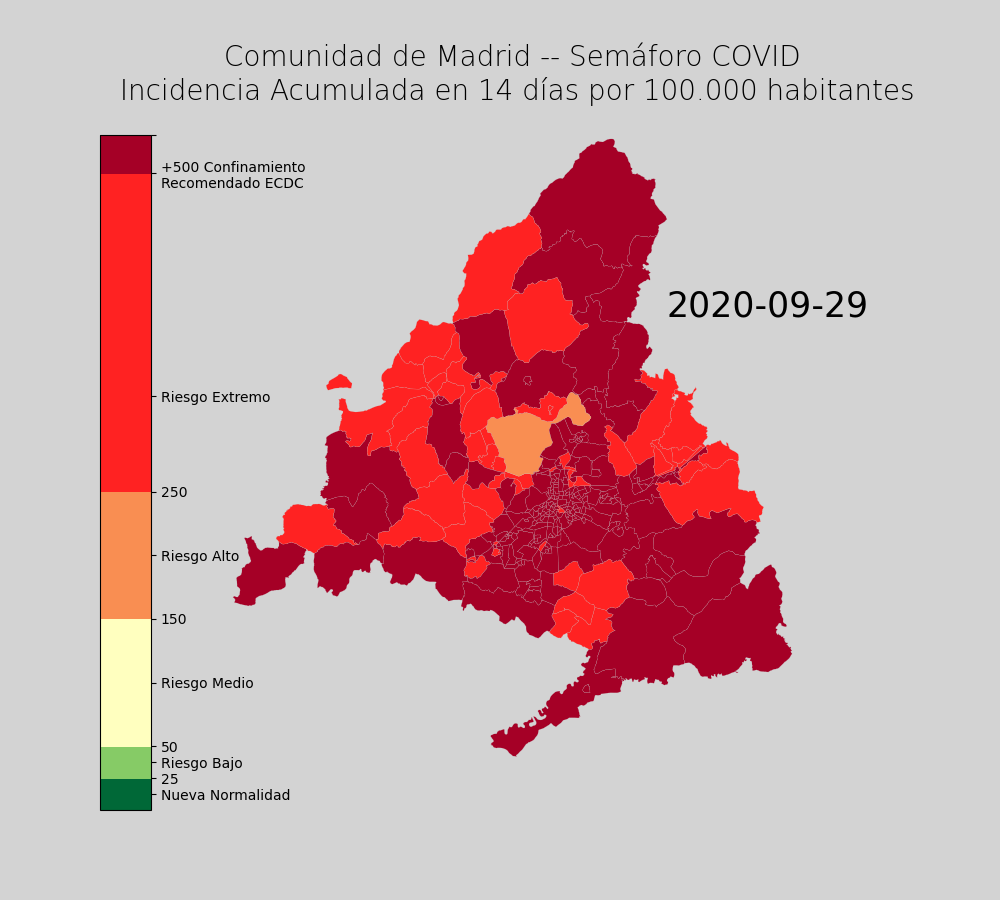 Comunidad de Madrid -- Semáforo COVID
Incidencia Acumulada en 14 días por 100.000 habitantes
+500 Confinamiento
Recomendado ECDC
2020-09-29
Riesgo Extremo
250
Riesgo Alto
150
Riesgo Medio
50
Riesgo Bajo
25
Nueva Normalidad